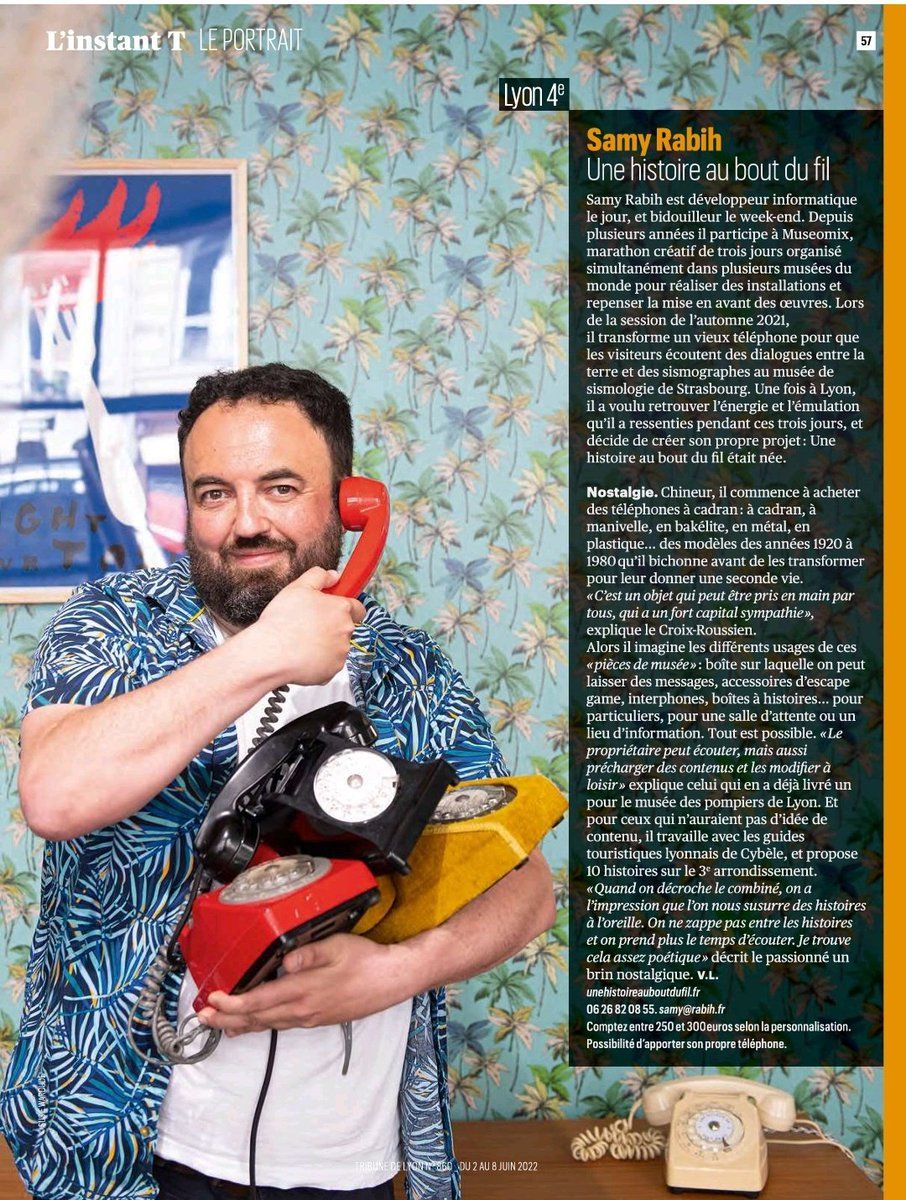 L'instant T LE PORTRAIT
57
Lyon 4e
Samy Rabih
Une histoire au bout du fil
Samy Rabih est développeur informatique
le jour, et bidouilleur le week-end. Depuis
plusieurs années il participe à Museomix,
marathon créatif de trois jours organisé
simultanément dans plusieurs musées du
monde pour réaliser des installations et
repenser la mise en avant des œuvres. Lors
de la session de l'automne 2021,
il transforme un vieux téléphone pour que
les visiteurs écoutent des dialogues entre la
terre et des sismographes au musée de
sismologie de Strasbourg. Une fois à Lyon,
il a voulu retrouver l'énergie et l'émulation
qu'il a ressenties pendant ces trois jours, et
décide de créer son propre projet : Une
histoire au bout du fil était née.
Nostalgie. Chineur, il commence à acheter
des téléphones à cadran : à cadran, à
manivelle, en bakélite, en métal, en
plastique... des modèles des années 1920 à
1980 qu'il bichonne avant de les transformer
pour leur donner une seconde vie.
«C'est un objet qui peut être pris en main par
tous, qui a un fort capital sympathie»,
explique le Croix-Roussien.
Alors il imagine les différents usages de ces
«pièces de musée» : boîte sur laquelle on peut
laisser des messages, accessoires d'escape
game, interphones, boîtes à histoires... pour
particuliers, pour une salle d'attente ou un
lieu d'information. Tout est possible. «Le
propriétaire peut écouter, mais aussi
précharger des contenus et les modifier à
loisir» explique celui qui en a déjà livré un
pour le musée des pompiers de Lyon. Et
pour ceux qui n'auraient pas d'idée de
contenu, il travaille avec les guides
touristiques lyonnais de Cybèle, et propose
10 histoires sur le 3e arrondissement.
«Quand on décroche le combiné, on a
l'impression que l'on nous susurre des histoires
à l'oreille. On ne zappe pas entre les histoires
et on prend plus le temps d'écouter. Je trouve
cela assez poétique» décrit le passionné un
brin nostalgique. V.L.
unehistoireauboutdufil.fr
06 26 82 08 55. samy@rabih.fr
Comptez entre 250 et 300 euros selon la personnalisation.
Possibilité d'apporter son propre téléphone.
TRIBUNE DE LYON N° 860 DU 2 AU 8 JUIN 2022